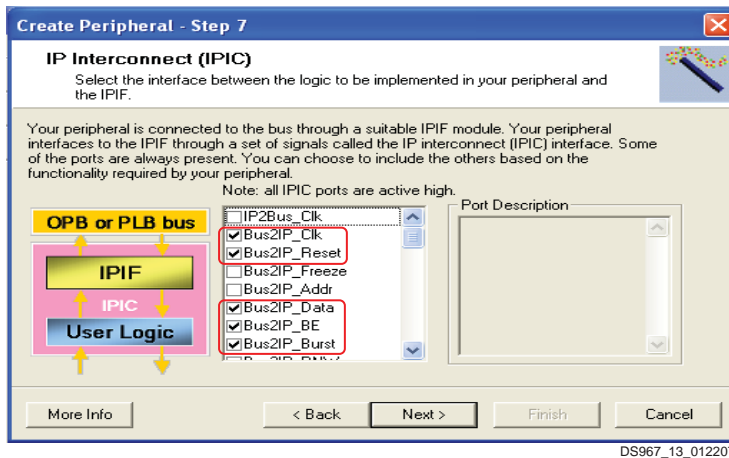 Create Peripheral - Step 7
IP Interconnect (IPIC)
Select the interface between the logic to be implemented in your peripheral and
the IPIF.
Your peripheral is connected to the bus through a suitable IPIF module. Your peripheral
interfaces to the IPIF through a set of signals called the IP interconnect (IPIC) interface. Some
of the ports are always present. You can choose to include the others based on the
functionality required by your peripheral.
Note: all IPIC ports are active high.
OPB or PLB bus
IPIF
IPIC
User Logic
IP2Bus_Clk
Bus2IP_Clk
Bus2IP_Reset
Bus2IP_Freeze
Bus2IP_Addr
Bus2IP_Data
Bus2IP_BE
Bus2IP_Burst
Port Description
More Info
< Back
Next >
Finish
Cancel